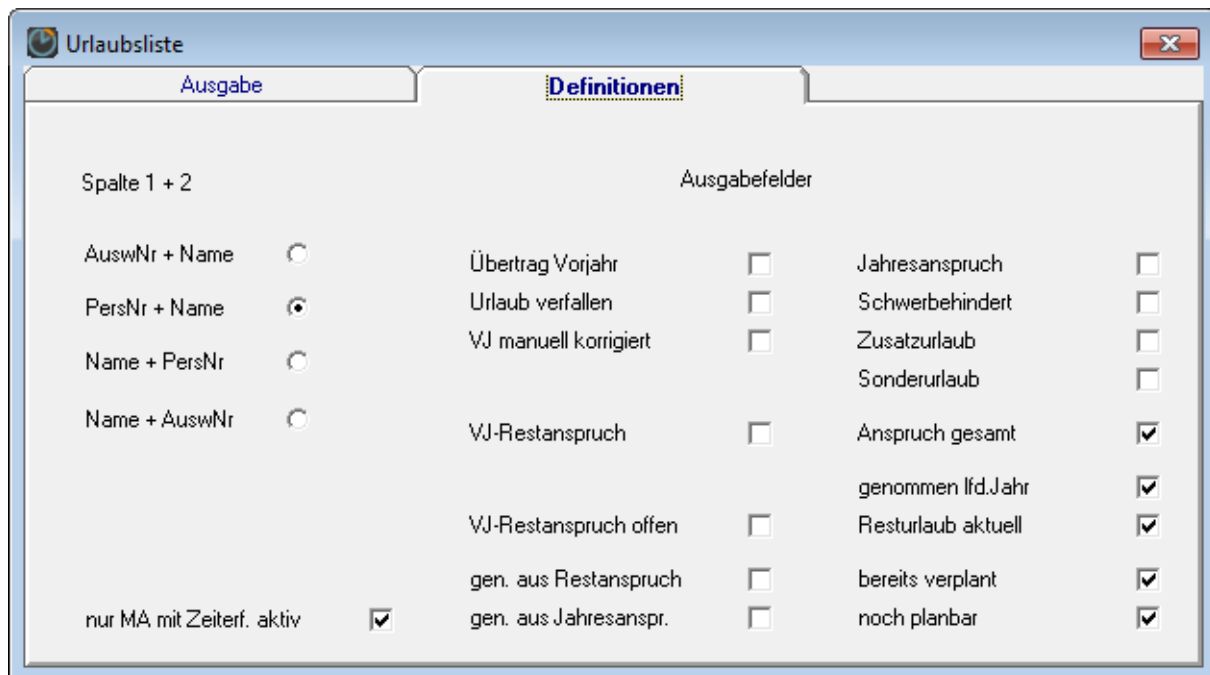 Urlaubsliste
Ausgabe
Definitionen
Spalte 1 + 2
AuswNr + Name
PersNr + Name
Name + PersNr
Name + AuswNr
nur MA mit Zeiterf. aktiv
Ausgabefelder
Übertrag Vorjahr
Urlaub verfallen
VJ manuell korrigiert
VJ-Restanspruch
VJ-Restanspruch offen
gen. aus Restanspruch
gen. aus Jahresanspr.
Jahresanspruch
Schwerbehindert
Zusatzurlaub
Sonderurlaub
Anspruch gesamt
genommen lfd.Jahr
Resturlaub aktuell
bereits verplant
noch planbar